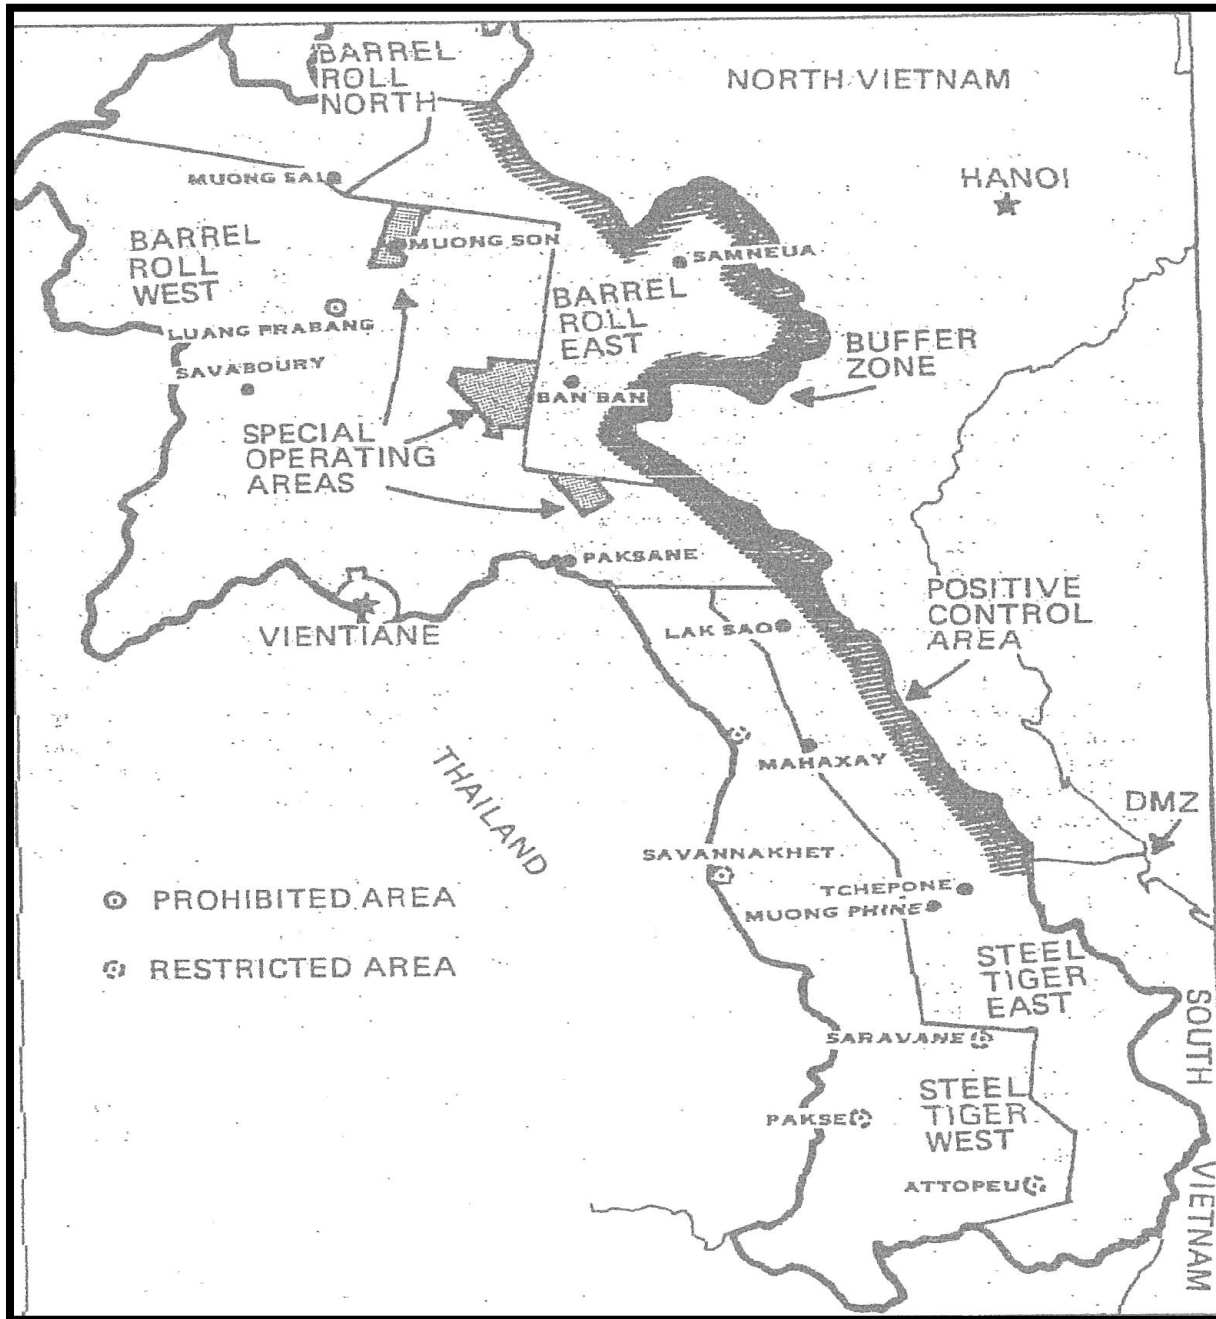 BARREL
ROLL
NORTH
NORTH VIETNAM
MUONG SAI
HANOI
BARREL
ROLL
WEST
MUONG SON
SAMNEUA
BARREL
ROLL
EAST
LUANG PRABANG
BUFFER
ZONE
SAVABOURY
BAN BAN
SPECIAL
OPERATING
AREAS
PAKSANE
POSITIVE
CONTROL
AREA
VIENTIANE
LAK SAO
MAHAXAY
THAILAND
DMZ
SAVANNAKHET
TCHEPONE
MUONG PHINE
PROHIBITED AREA
RESTRICTED AREA
STEEL
TIGER
EAST
SARAVANE
SOUTH VIETNAM
STEEL
TIGER
WEST
PAKSE
ATTOPEU